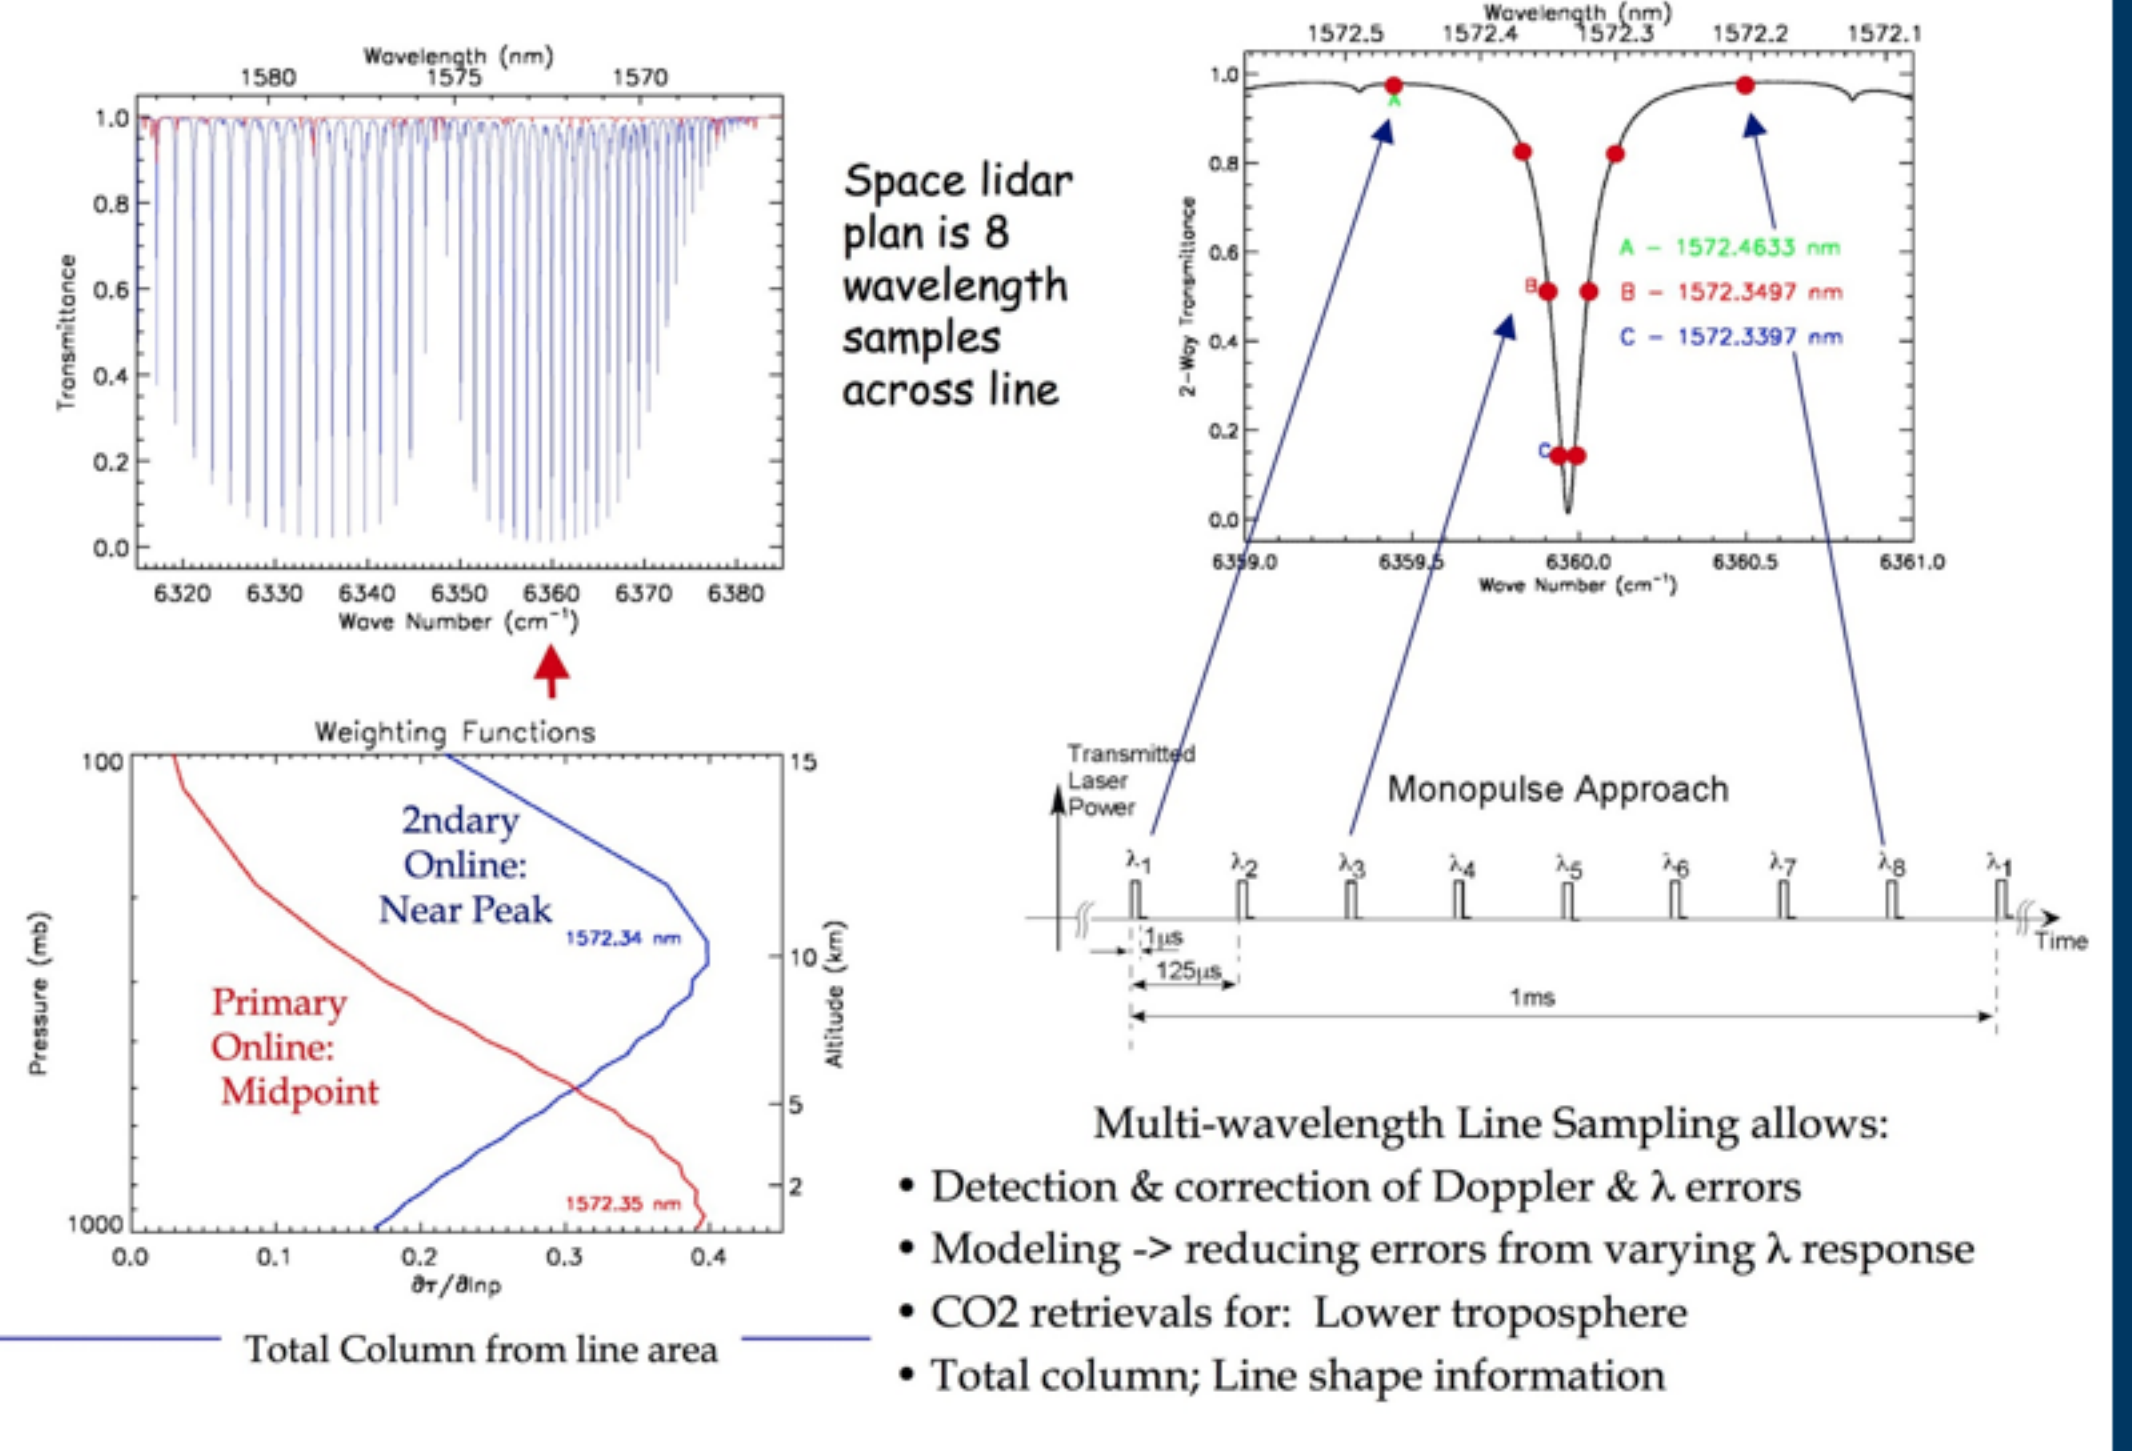 Wavelength (nm)
1580 1575 1570
1.0
0.8
0.6
0.4
0.2
0.0
Transmittance
6320 6330 6340 6350 6360 6370 6380
Wave Number (cm⁻¹)
Space lidar
plan is 8
wavelength
samples
across line
Wavelength (nm)
1572.5 1572.4 1572.3 1572.2 1572.1
1.0
0.8
0.6
0.4
0.2
0.0
2-Way Transmittance
A
B
C
A - 1572.4633 nm
B - 1572.3497 nm
C - 1572.3397 nm
6359.0 6359.5 6360.0 6360.5 6361.0
Wave Number (cm⁻¹)
Weighting Functions
100
1000
Pressure (mb)
15
10
5
2
Altitude (km)
2ndary
Online:
Near Peak
1572.34 nm
Primary
Online:
Midpoint
1572.35 nm
0.0 0.1 0.2 0.3 0.4
∂τ/∂lnp
Total Column from line area
Transmitted
Laser
Power
Monopulse Approach
λ1 λ2 λ3 λ4 λ5 λ6 λ7 λ8 λ1
1µs
125µs
1ms
Time
Multi-wavelength Line Sampling allows:
• Detection & correction of Doppler & λ errors
• Modeling -> reducing errors from varying λ response
• CO2 retrievals for: Lower troposphere
• Total column; Line shape information